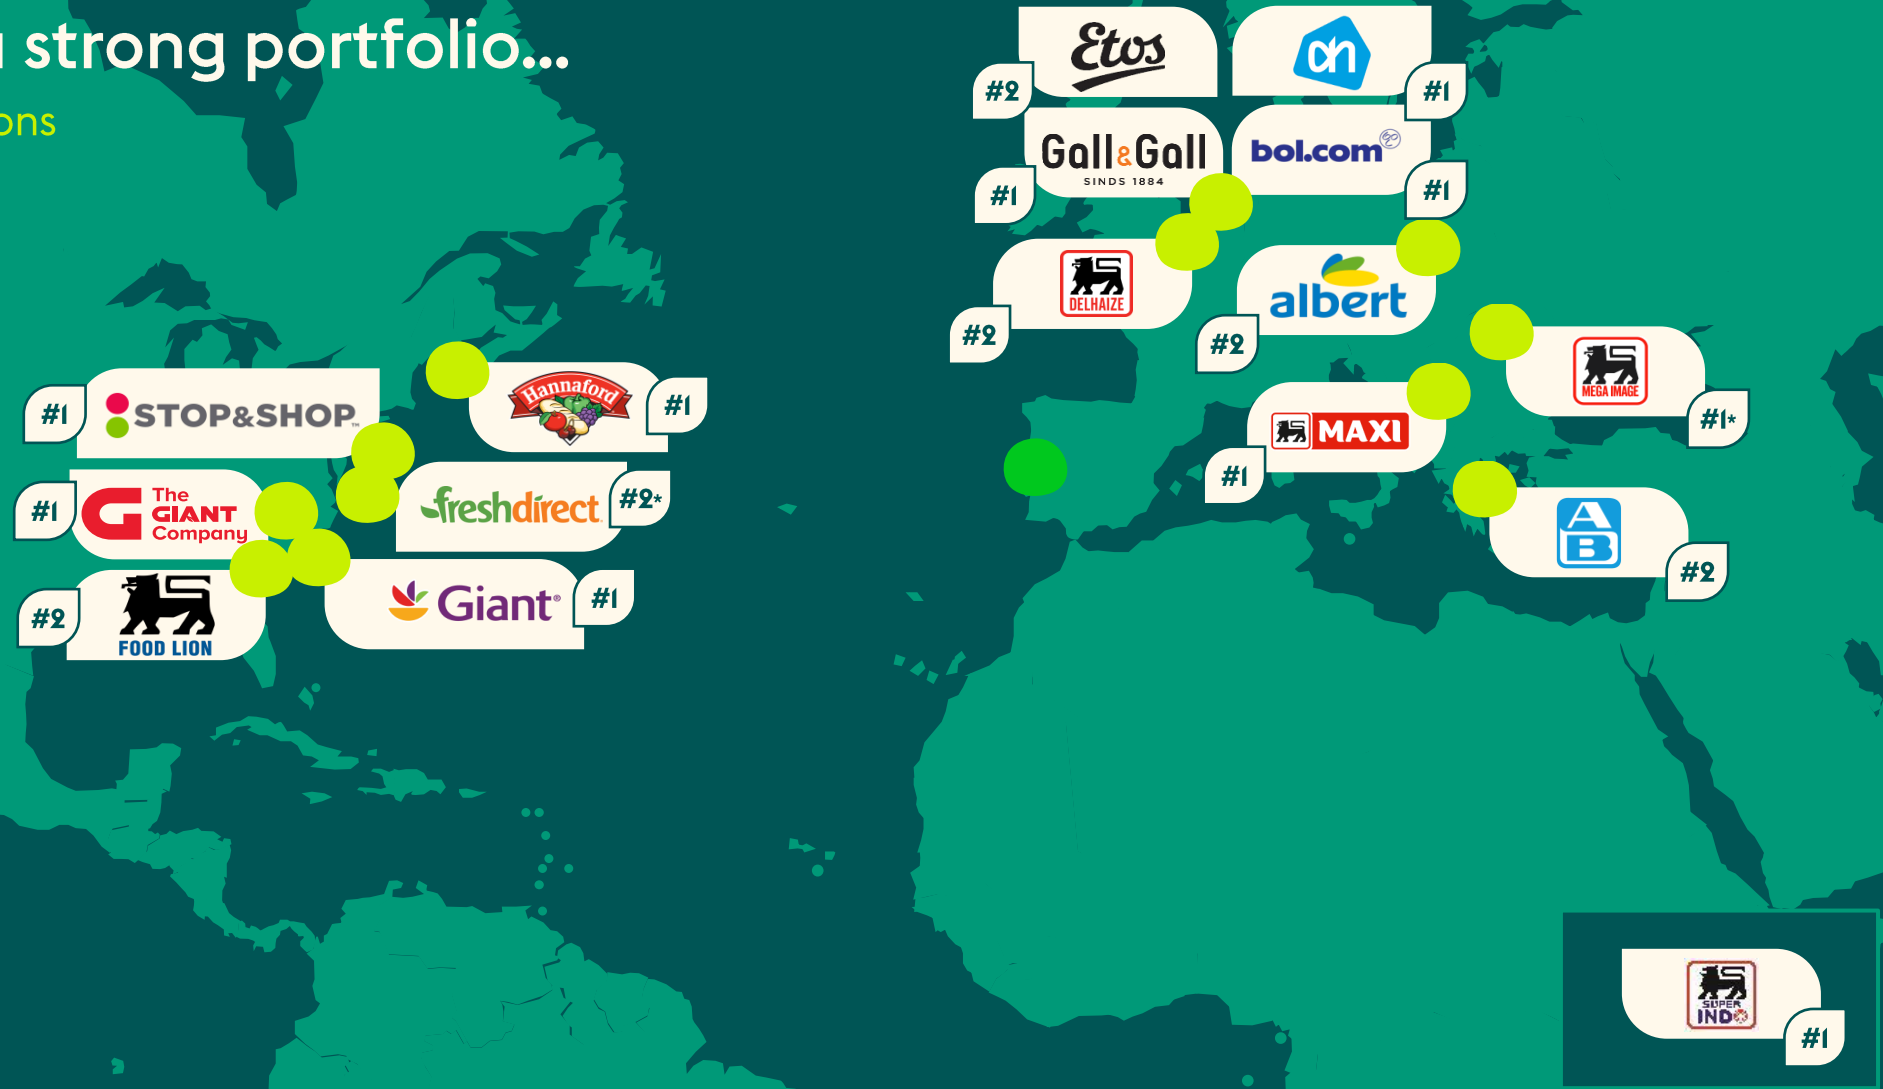 strong portfolio...
ons
Etos
#2
ah
#1
Gall&Gall
SINDS 1884
#1
bol.com
#1
DELHAIZE
#2
albert
#2
MEGA IMAGE
#1*
MAXI
#1
AB
#2
#1
STOP&SHOP™
Hannaford
#1
#1
The
GIANT
Company
freshdirect
#2*
#2
FOOD LION
Giant®
#1
SUPER
INDO
#1